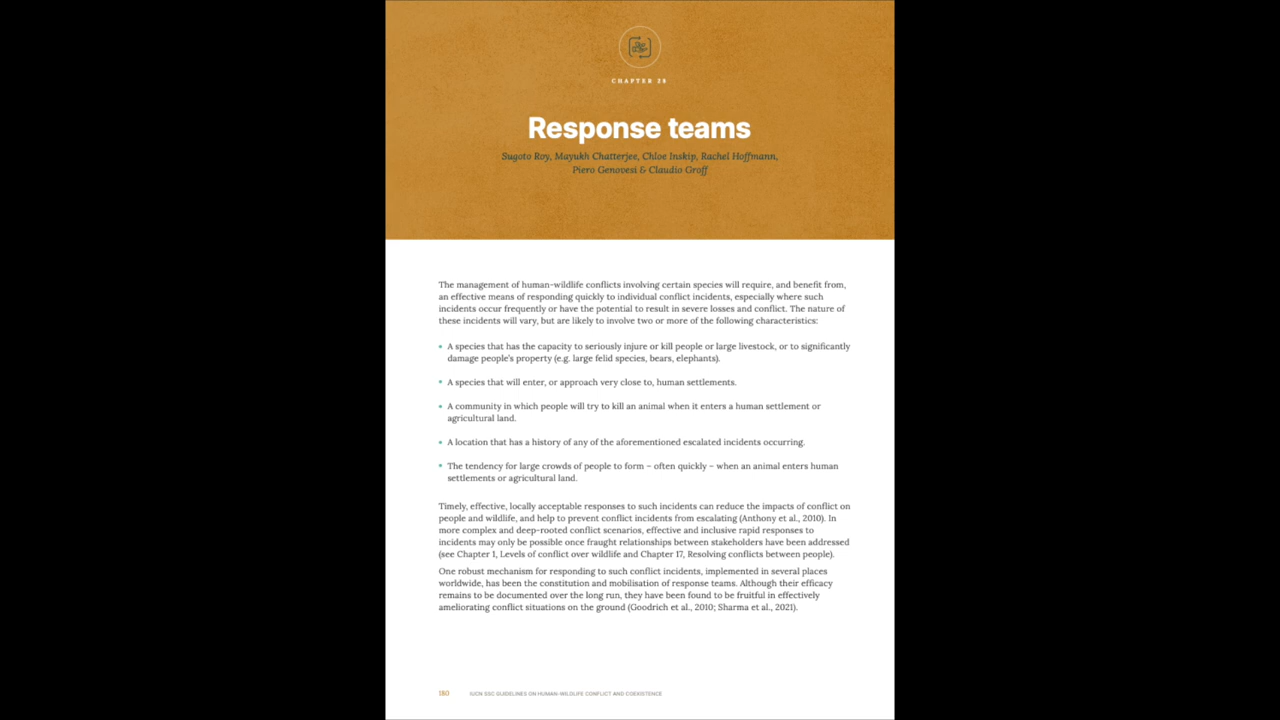 CHAPTER 28
Response teams
Sugoto Roy, Mayukh Chatterjee, Chloe Inskip, Rachel Hoffmann,
Piero Genovesi & Claudio Groff
The management of human-wildlife conflicts involving certain species will require, and benefit from,
an effective means of responding quickly to individual conflict incidents, especially where such
incidents occur frequently or have the potential to result in severe losses and conflict. The nature of
these incidents will vary, but are likely to involve two or more of the following characteristics:
• A species that has the capacity to seriously injure or kill people or large livestock, or to significantly
damage people's property (e.g. large felid species, bears, elephants).
• A species that will enter, or approach very close to, human settlements.
• A community in which people will try to kill an animal when it enters a human settlement or
agricultural land.
• A location that has a history of any of the aforementioned escalated incidents occurring.
• The tendency for large crowds of people to form – often quickly – when an animal enters human
settlements or agricultural land.
Timely, effective, locally acceptable responses to such incidents can reduce the impacts of conflict on
people and wildlife, and help to prevent conflict incidents from escalating (Anthony et al., 2010). In
more complex and deep-rooted conflict scenarios, effective and inclusive rapid responses to
incidents may only be possible once fraught relationships between stakeholders have been addressed
(see Chapter 1, Levels of conflict over wildlife and Chapter 17, Resolving conflicts between people).
One robust mechanism for responding to such conflict incidents, implemented in several places
worldwide, has been the constitution and mobilisation of response teams. Although their efficacy
remains to be documented over the long run, they have been found to be fruitful in effectively
ameliorating conflict situations on the ground (Goodrich et al., 2010; Sharma et al., 2021).
180 IUCN SSC GUIDELINES ON HUMAN-WILDLIFE CONFLICT AND COEXISTENCE